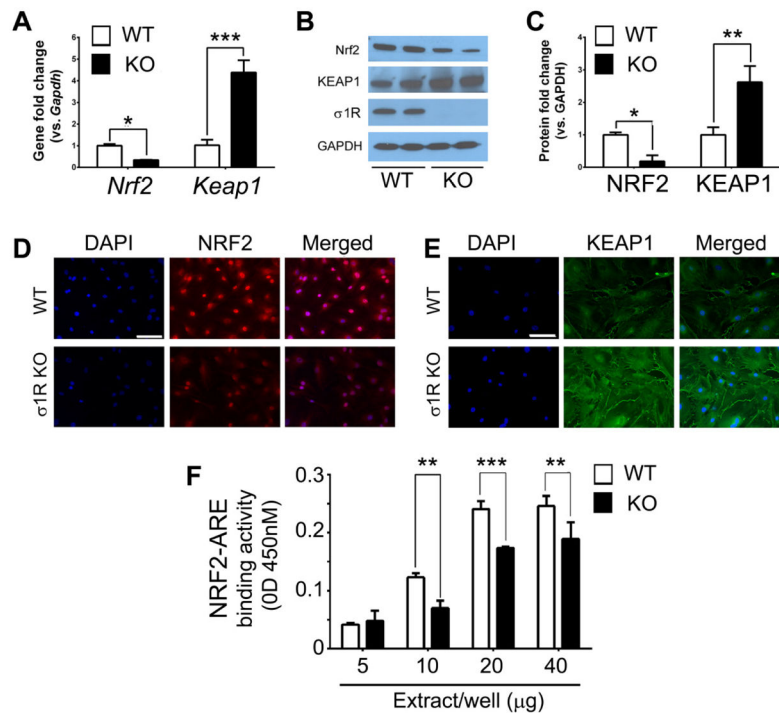 A
WT
KO
***
*
Gene fold change
(vs. Gapdh)
6
5
4
3
2
1
0
Nrf2
Keap1
B
Nrf2
KEAP1
σ1R
GAPDH
WT
KO
C
WT
KO
**
*
Protein fold change
(vs. GAPDH)
4
3
2
1
0
NRF2
KEAP1
D
DAPI
NRF2
Merged
WT
σ1R KO
E
DAPI
KEAP1
Merged
WT
σ1R KO
F
WT
KO
**
***
**
NRF2-ARE
binding activity
(0D 450nM)
0.3
0.2
0.1
0
5
10
20
40
Extract/well (µg)